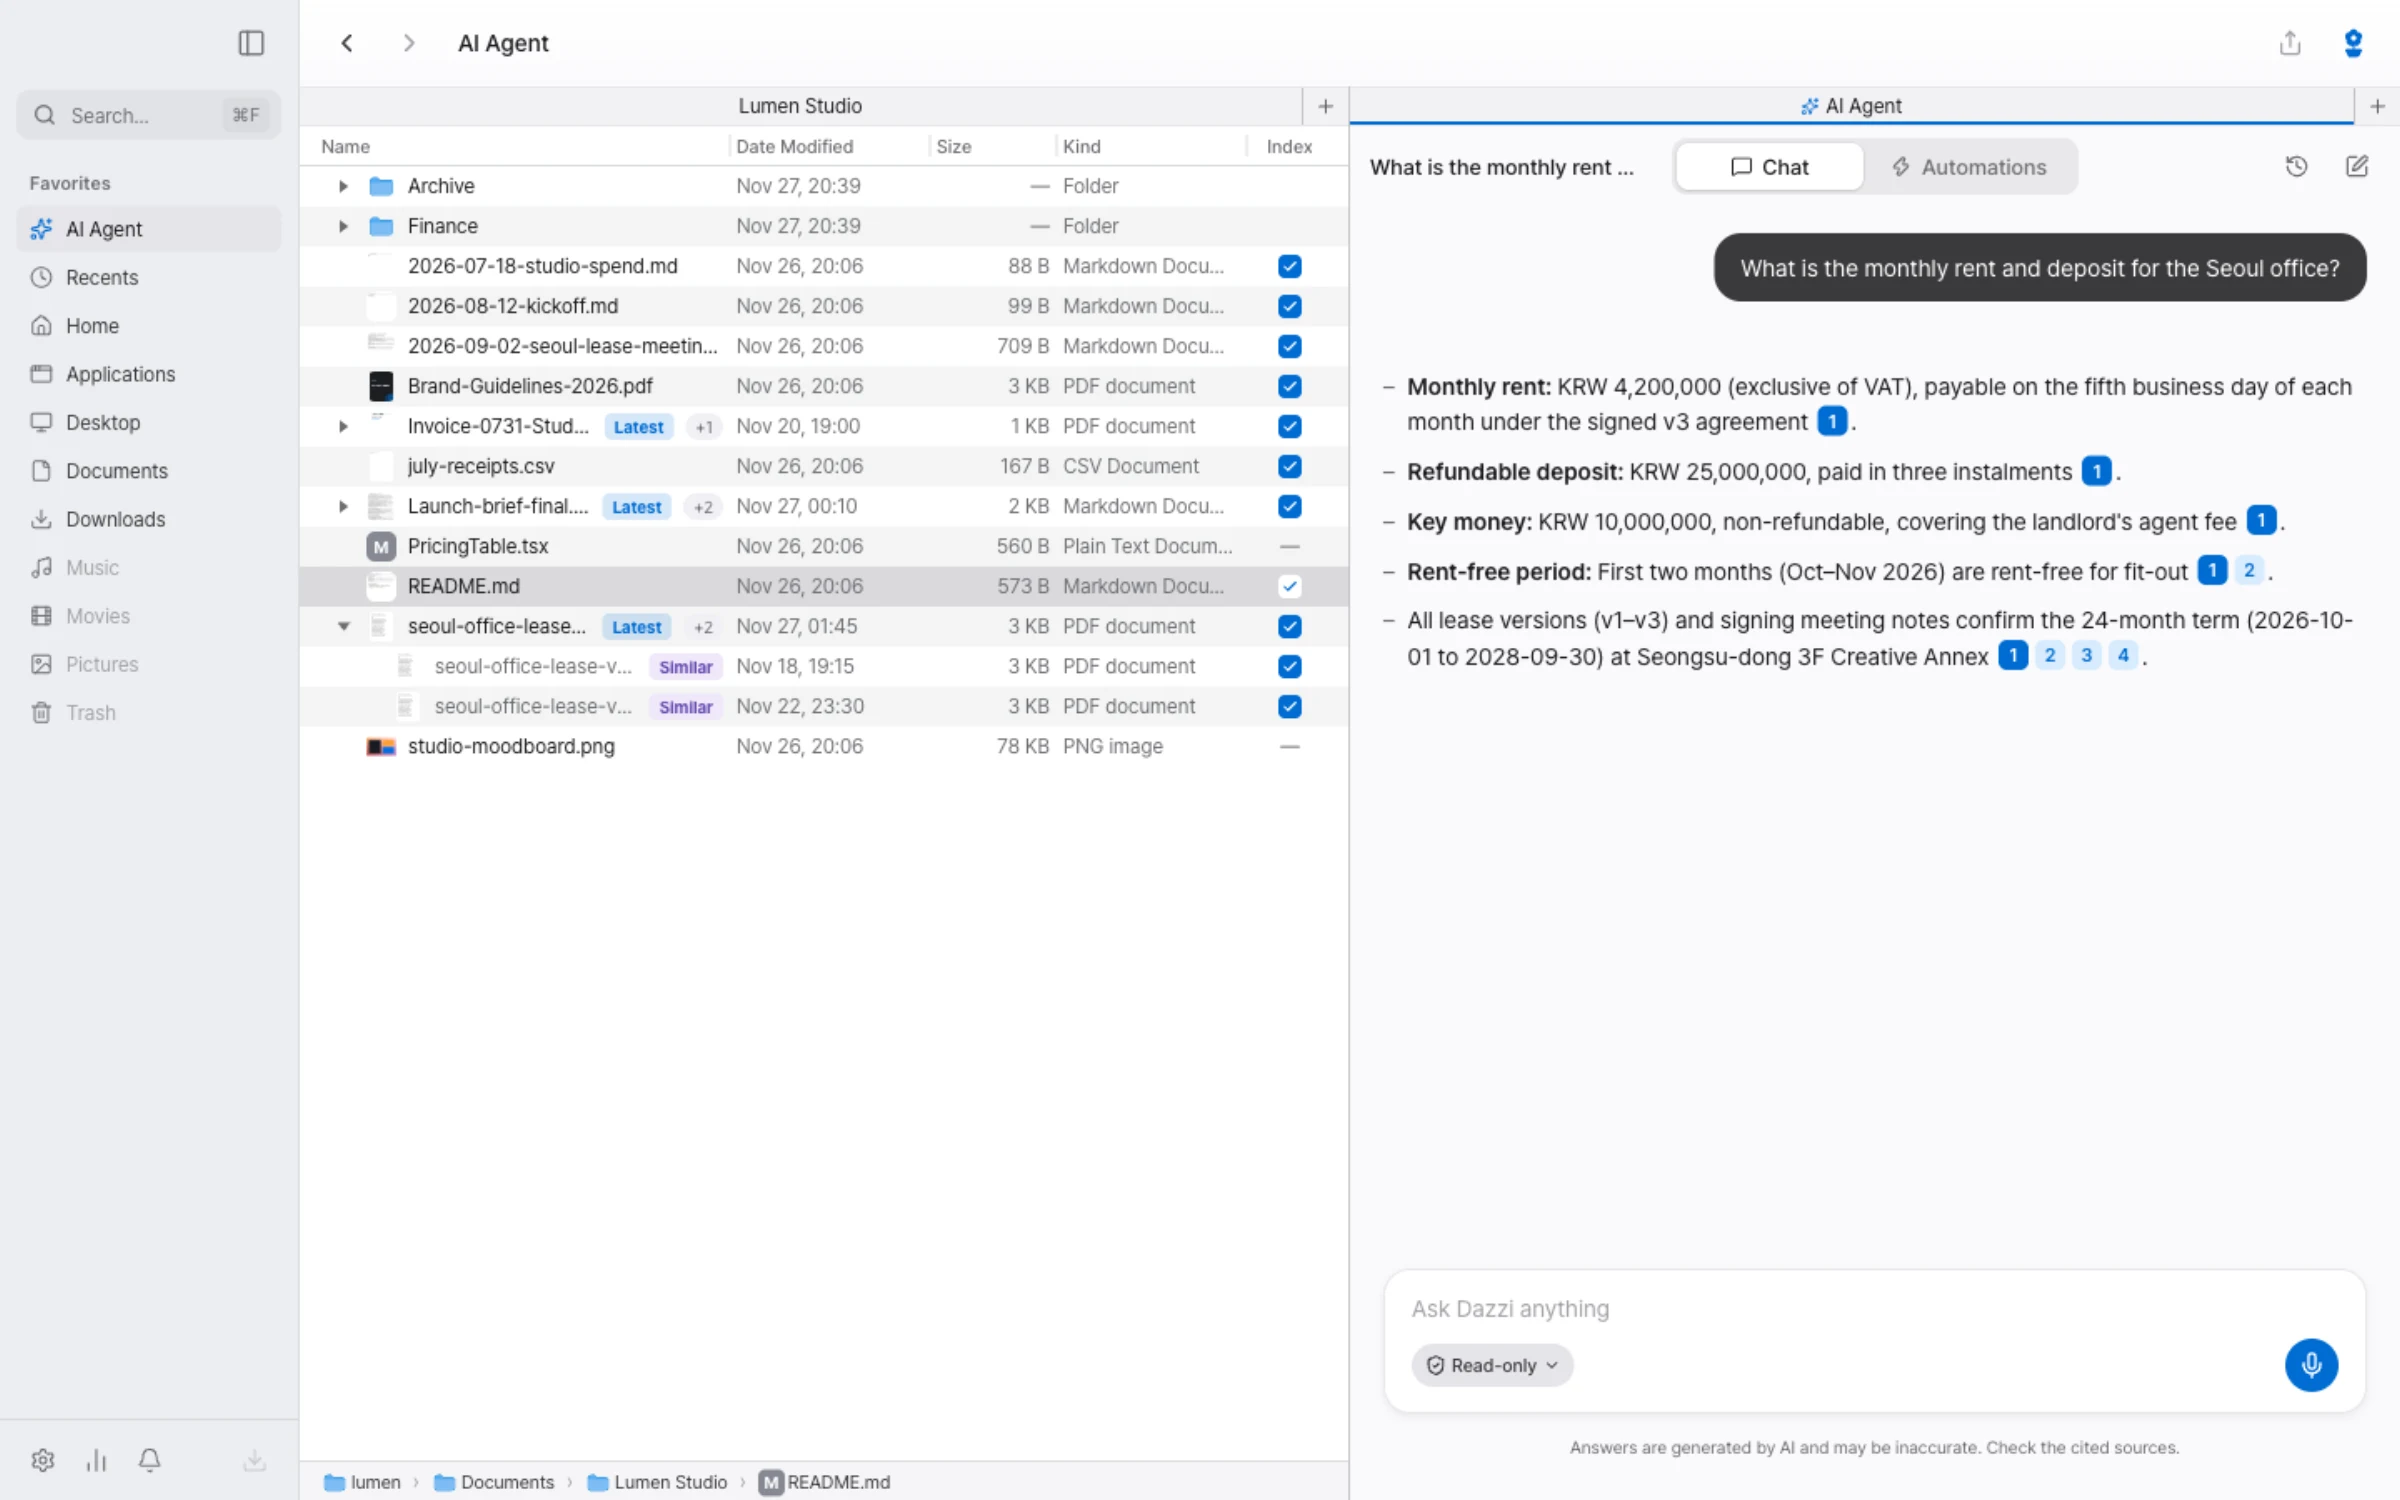 AI Agent
Search... ⌘F
Favorites
AI Agent
Recents
Home
Applications
Desktop
Documents
Downloads
Music
Movies
Pictures
Trash
Lumen Studio
Name Date Modified Size Kind Index
Archive Nov 27, 20:39 — Folder
Finance Nov 27, 20:39 — Folder
2026-07-18-studio-spend.md Nov 26, 20:06 88 B Markdown Docu...
2026-08-12-kickoff.md Nov 26, 20:06 99 B Markdown Docu...
2026-09-02-seoul-lease-meetin... Nov 26, 20:06 709 B Markdown Docu...
Brand-Guidelines-2026.pdf Nov 26, 20:06 3 KB PDF document
Invoice-0731-Stud... Latest +1 Nov 20, 19:00 1 KB PDF document
july-receipts.csv Nov 26, 20:06 167 B CSV Document
Launch-brief-final.... Latest +2 Nov 27, 00:10 2 KB Markdown Docu...
M PricingTable.tsx Nov 26, 20:06 560 B Plain Text Docum... —
README.md Nov 26, 20:06 573 B Markdown Docu...
seoul-office-lease... Latest +2 Nov 27, 01:45 3 KB PDF document
seoul-office-lease-v... Similar Nov 18, 19:15 3 KB PDF document
seoul-office-lease-v... Similar Nov 22, 23:30 3 KB PDF document
studio-moodboard.png Nov 26, 20:06 78 KB PNG image —
lumen › Documents › Lumen Studio › M README.md
AI Agent
What is the monthly rent ... Chat Automations
What is the monthly rent and deposit for the Seoul office?
– Monthly rent: KRW 4,200,000 (exclusive of VAT), payable on the fifth business day of each
month under the signed v3 agreement 1 .
– Refundable deposit: KRW 25,000,000, paid in three instalments 1 .
– Key money: KRW 10,000,000, non-refundable, covering the landlord's agent fee 1 .
– Rent-free period: First two months (Oct–Nov 2026) are rent-free for fit-out 1 2 .
– All lease versions (v1–v3) and signing meeting notes confirm the 24-month term (2026-10-
01 to 2028-09-30) at Seongsu-dong 3F Creative Annex 1 2 3 4 .
Ask Dazzi anything
Read-only
Answers are generated by AI and may be inaccurate. Check the cited sources.